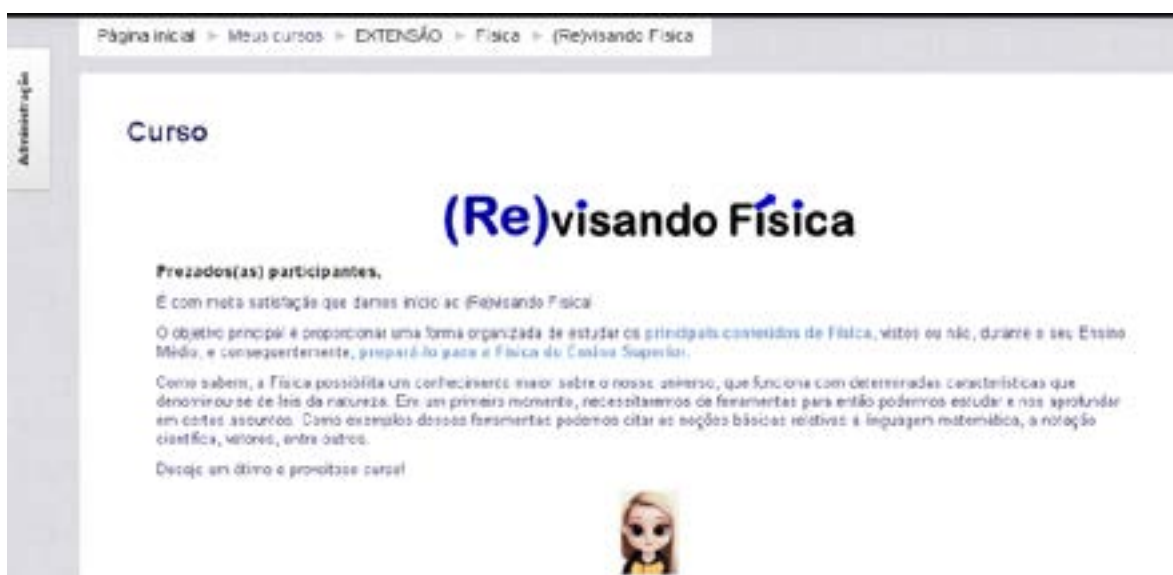 Página inicial ► Meus cursos ► EXTENSÃO ► Física ► (Re)visando Física
Administração
Curso
(Re)visando Física
Prezados(as) participantes,
É com muita satisfação que damos início ao (Re)visando Física!
O objetivo principal é proporcionar uma forma organizada de estudar os principais conteúdos de Física, vistos ou não, durante o seu Ensino
Médio, e consequentemente, prepará-lo para a Física do Ensino Superior.
Como sabem, a Física possibilita um conhecimento maior sobre o nosso universo, que funciona com determinadas características que
denominou-se de leis da natureza. Em um primeiro momento, necessitaremos de ferramentas para então podermos estudar e nos aprofundar
em certos assuntos. Como exemplos dessas ferramentas podemos citar as noções básicas relativas à linguagem matemática, a notação
científica, vetores, entre outros.
Desejo um ótimo e proveitoso curso!